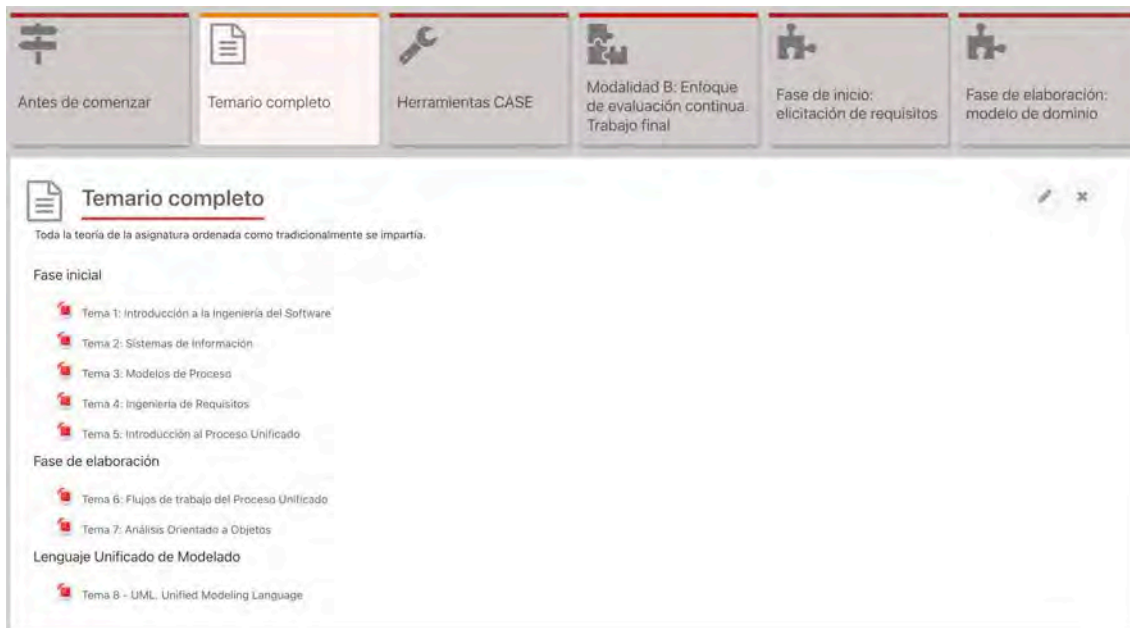 Antes de comenzar
Temario completo
Herramientas CASE
Modalidad B: Enfoque
de evaluación continua.
Trabajo final
Fase de inicio:
elicitación de requisitos
Fase de elaboración:
modelo de dominio
Temario completo
Toda la teoría de la asignatura ordenada como tradicionalmente se impartía.
Fase inicial
Tema 1: Introducción a la Ingeniería del Software
Tema 2: Sistemas de Información
Tema 3: Modelos de Proceso
Tema 4: Ingeniería de Requisitos
Tema 5: Introducción al Proceso Unificado
Fase de elaboración
Tema 6: Flujos de trabajo del Proceso Unificado
Tema 7: Análisis Orientado a Objetos
Lenguaje Unificado de Modelado
Tema 8 - UML. Unified Modeling Language